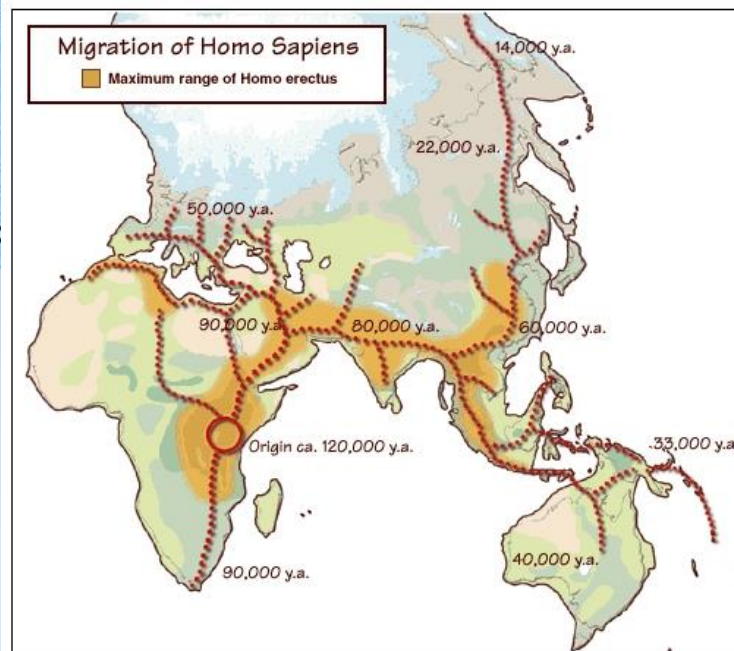 Migration of Homo Sapiens
Maximum range of Homo erectus
14,000 y.a.
22,000 y.a.
50,000 y.a.
90,000 y.a.
80,000 y.a.
60,000 y.a.
Origin ca. 120,000 y.a.
33,000 y.a.
40,000 y.a.
90,000 y.a.